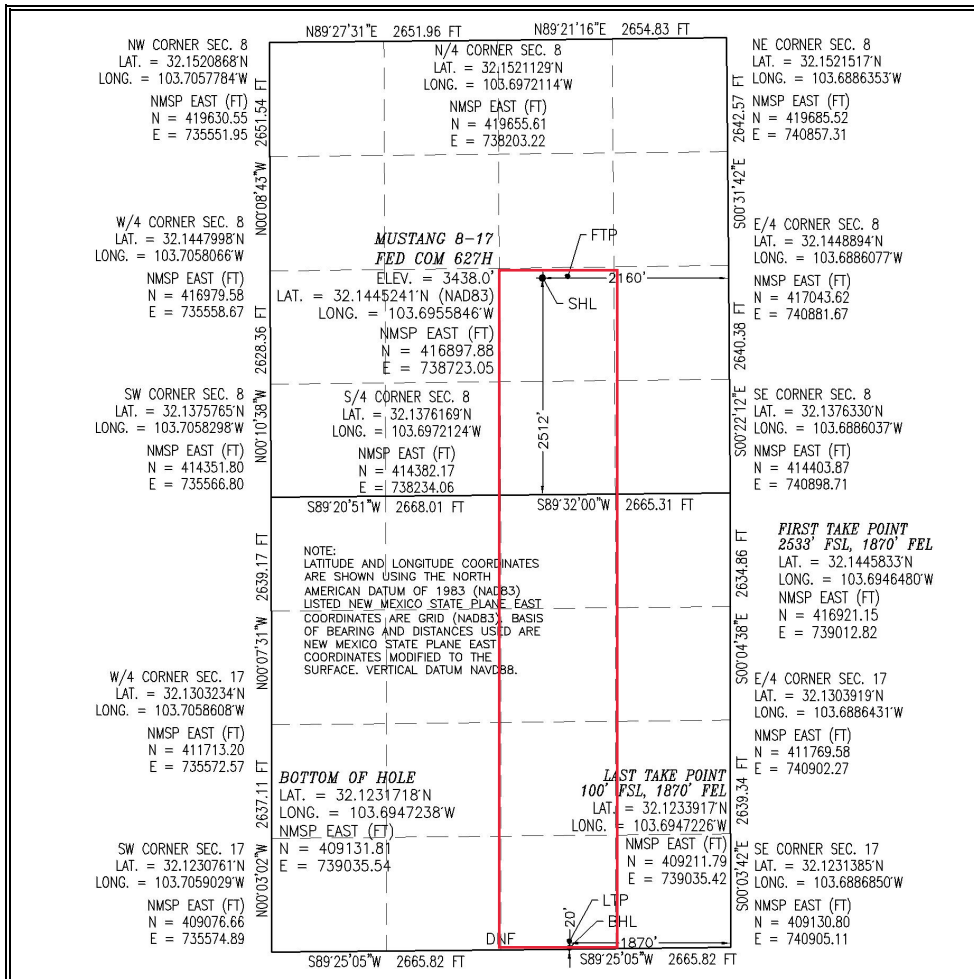 N89°27'31"E 2651.96 FT
N89°21'16"E 2654.83 FT
NW CORNER SEC. 8
LAT. = 32.1520868°N
LONG. = 103.7057784°W
NMSP EAST (FT)
N = 419630.55
E = 735551.95
N/4 CORNER SEC. 8
LAT. = 32.1521129°N
LONG. = 103.6972114°W
NMSP EAST (FT)
N = 419655.61
E = 738203.22
NE CORNER SEC. 8
LAT. = 32.1521517°N
LONG. = 103.6886353°W
NMSP EAST (FT)
N = 419685.52
E = 740857.31
N00°08'43"W 2651.54 FT
S00°31'42"E 2642.57 FT
W/4 CORNER SEC. 8
LAT. = 32.1447998°N
LONG. = 103.7058066°W
NMSP EAST (FT)
N = 416979.58
E = 735558.67
MUSTANG 8-17
FED COM 627H
ELEV. = 3438.0'
LAT. = 32.1445241°N (NAD83)
LONG. = 103.6955846°W
NMSP EAST (FT)
N = 416897.88
E = 738723.05
FTP
2160'
SHL
E/4 CORNER SEC. 8
LAT. = 32.1448894°N
LONG. = 103.6886077°W
NMSP EAST (FT)
N = 417043.62
E = 740881.67
N00°10'38"W 2628.36 FT
2512'
S00°22'12"E 2640.38 FT
SW CORNER SEC. 8
LAT. = 32.1375765°N
LONG. = 103.7058298°W
NMSP EAST (FT)
N = 414351.80
E = 735566.80
S/4 CORNER SEC. 8
LAT. = 32.1376169°N
LONG. = 103.6972124°W
NMSP EAST (FT)
N = 414382.17
E = 738234.06
SE CORNER SEC. 8
LAT. = 32.1376330°N
LONG. = 103.6886037°W
NMSP EAST (FT)
N = 414403.87
E = 740898.71
S89°20'51"W 2668.01 FT
S89°32'00"W 2665.31 FT
FIRST TAKE POINT
2533' FSL, 1870' FEL
LAT. = 32.1445833°N
LONG. = 103.6946480°W
NMSP EAST (FT)
N = 416921.15
E = 739012.82
NOTE:
LATITUDE AND LONGITUDE COORDINATES
ARE SHOWN USING THE NORTH
AMERICAN DATUM OF 1983 (NAD83)
LISTED NEW MEXICO STATE PLANE EAST
COORDINATES ARE GRID (NAD83). BASIS
OF BEARING AND DISTANCES USED ARE
NEW MEXICO STATE PLANE EAST
COORDINATES MODIFIED TO THE
SURFACE. VERTICAL DATUM NAVD88.
N00°07'31"W 2639.17 FT
S00°04'38"E 2634.86 FT
W/4 CORNER SEC. 17
LAT. = 32.1303234°N
LONG. = 103.7058608°W
NMSP EAST (FT)
N = 411713.20
E = 735572.57
E/4 CORNER SEC. 17
LAT. = 32.1303919°N
LONG. = 103.6886431°W
NMSP EAST (FT)
N = 411769.58
E = 740902.27
N00°03'02"W 2637.11 FT
S00°03'42"E 2639.34 FT
BOTTOM OF HOLE
LAT. = 32.1231718°N
LONG. = 103.6947238°W
NMSP EAST (FT)
N = 409131.81
E = 739035.54
LAST TAKE POINT
100' FSL, 1870' FEL
LAT. = 32.1233917°N
LONG. = 103.6947226°W
NMSP EAST (FT)
N = 409211.79
E = 739035.42
SW CORNER SEC. 17
LAT. = 32.1230761°N
LONG. = 103.7059029°W
NMSP EAST (FT)
N = 409076.66
E = 735574.89
SE CORNER SEC. 17
LAT. = 32.1231385°N
LONG. = 103.6886850°W
NMSP EAST (FT)
N = 409130.80
E = 740905.11
LTP
20'
BHL
DNF
1870'
S89°25'05"W 2665.82 FT
S89°25'05"W 2665.82 FT